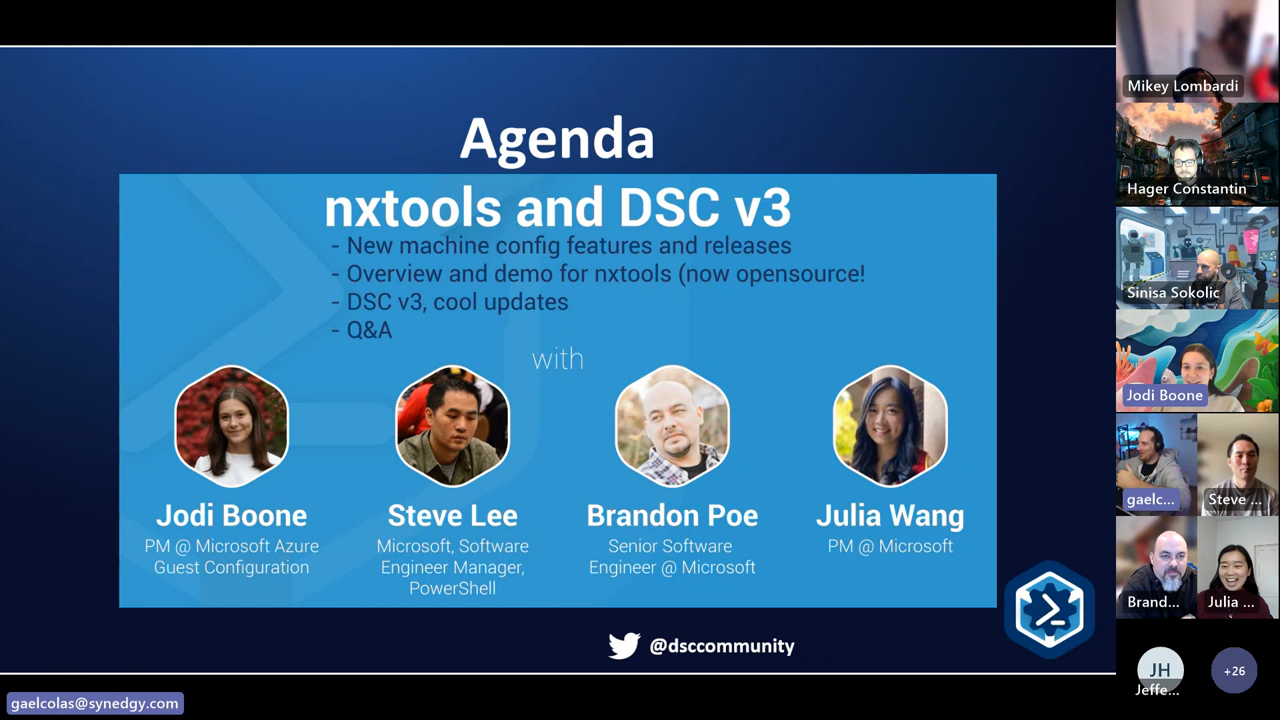 Agenda
nxtools and DSC v3
- New machine config features and releases
- Overview and demo for nxtools (now opensource!
- DSC v3, cool updates
- Q&A
with
Jodi Boone
PM @ Microsoft Azure
Guest Configuration
Steve Lee
Microsoft, Software
Engineer Manager,
PowerShell
Brandon Poe
Senior Software
Engineer @ Microsoft
Julia Wang
PM @ Microsoft
@dsccommunity
gaelcolas@synedgy.com
Mikey Lombardi
Hager Constantin
Sinisa Sokolic
Jodi Boone
gaelc...
Steve ...
Brand...
Julia ...
JH
Jeffe...
+26